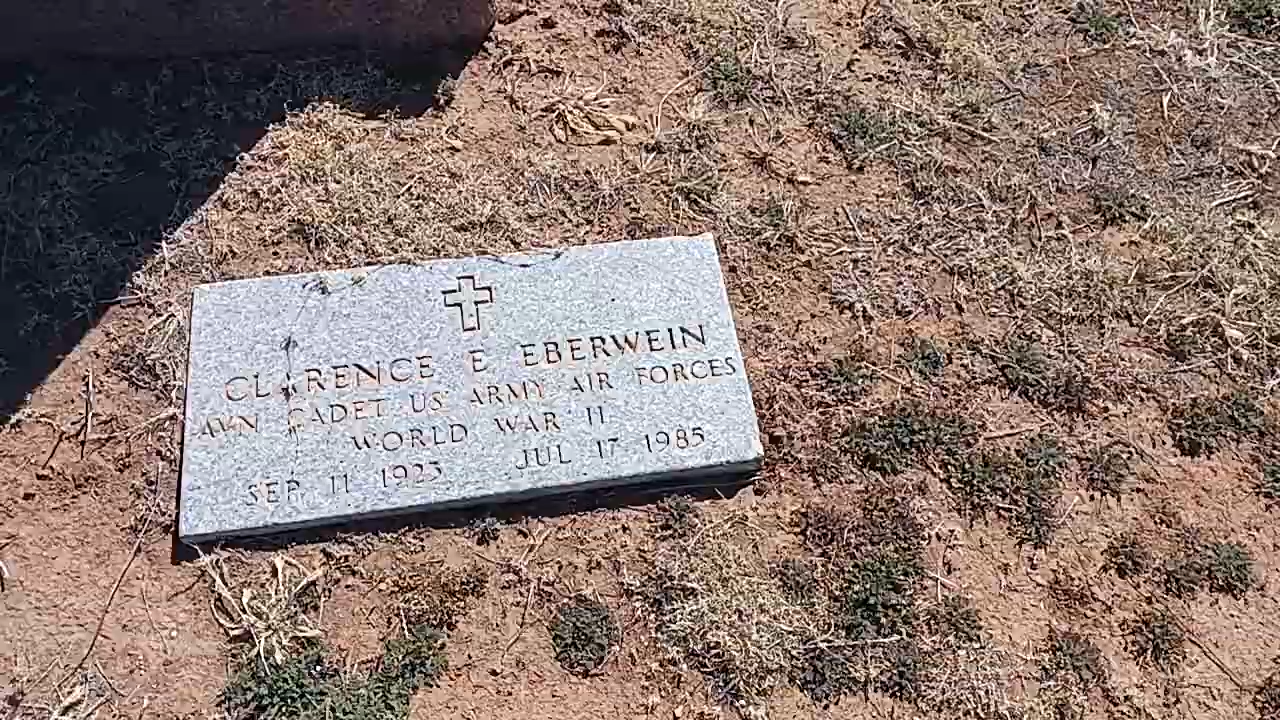 CLARENCE E EBERWEIN
AVN CADET US ARMY AIR FORCES
WORLD WAR II
SEP 11 1923 JUL 17 1985